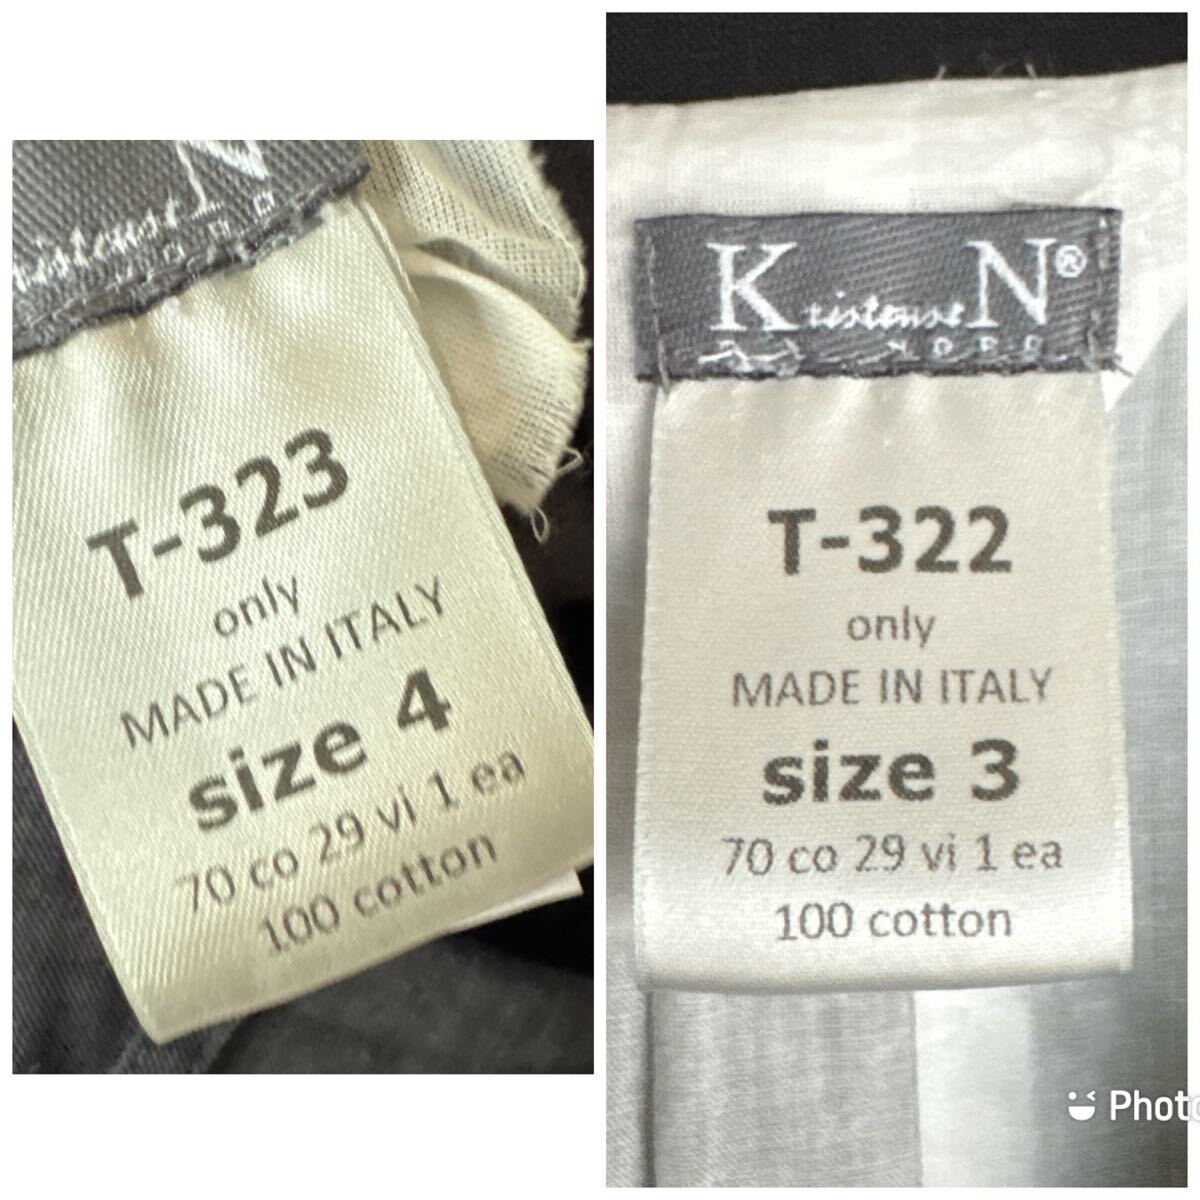 N
T-323
only
MADE IN ITALY
size 4
70 co 29 vi 1 ea
100 cotton
KristenseN®
T-322
only
MADE IN ITALY
size 3
70 co 29 vi 1 ea
100 cotton